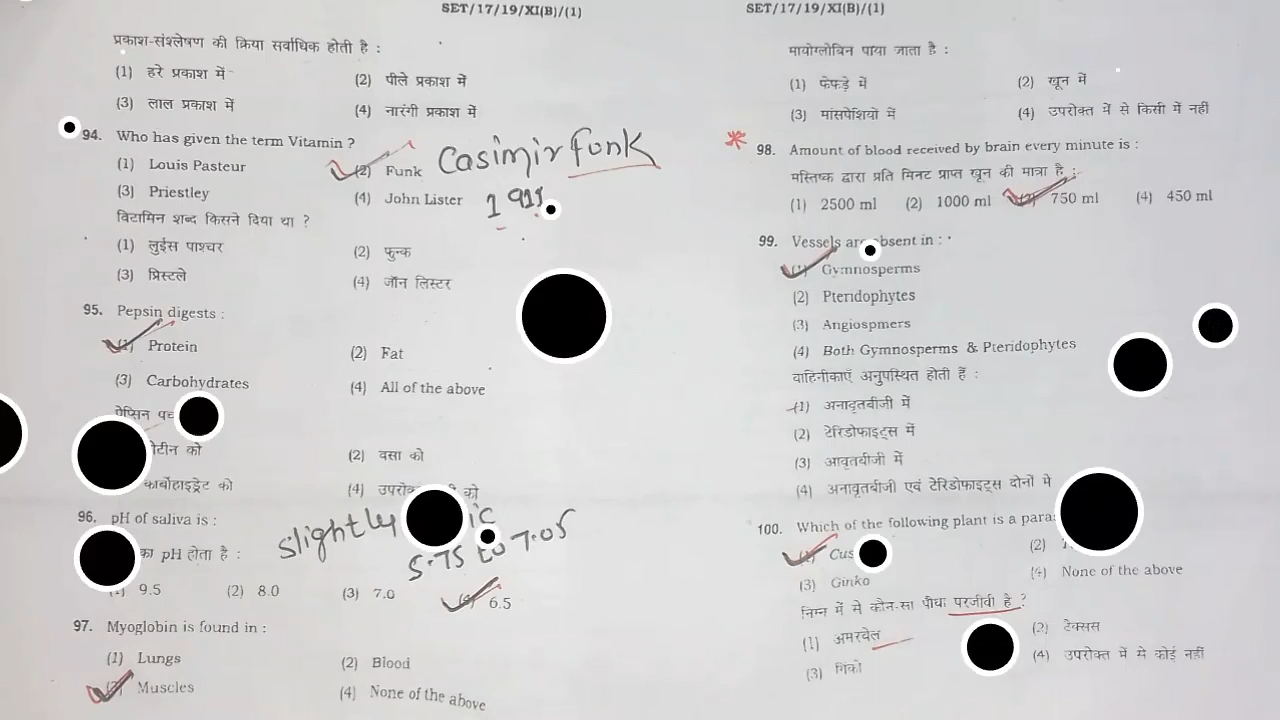 SET/17/19/XI(B)/(1)
प्रकाश-संश्लेषण की क्रिया सर्वाधिक होती है :
(1) हरे प्रकाश में
(2) पीले प्रकाश में
(3) लाल प्रकाश में
(4) नारंगी प्रकाश में
94. Who has given the term Vitamin ?
(1) Louis Pasteur
(2) Funk
Casimir funk
(3) Priestley
(4) John Lister
विटामिन शब्द किसने दिया था ?
(1) लुईस पाश्चर
(2) फुन्क
(3) प्रिस्टले
(4) जॉन लिस्टर
95. Pepsin digests :
Protein
(2) Fat
(3) Carbohydrates
(4) All of the above
पेप्सिन
को
(2) वसा को
कार्बोहाइड्रेट को
(4) को
96. pH of saliva is :
slightly
5.75 to 7.05
का pH होता है :
9.5
(2) 8.0
(3) 7.0
6.5
97. Myoglobin is found in :
(1) Lungs
(2) Blood
Muscles
(4) None of the above
SET/17/19/XI(B)/(1)
मायोग्लोबिन पाया जाता है :
(1) फेफड़े में
(2) खून में
(3) मांसपेशियों में
(4) उपरोक्त में से किसी में नहीं
98. Amount of blood received by brain every minute is :
मस्तिष्क द्वारा प्रति मिनट प्राप्त खून की मात्रा है :
(1) 2500 ml (2) 1000 ml 750 ml (4) 450 ml
99. Vessels are absent in :
Gymnosperms
(2) Pteridophytes
(3) Angiospmers
(4) Both Gymnosperms & Pteridophytes
वाहिनीकाएँ अनुपस्थित होती हैं :
(1) अनावृतबीजी में
(2) टेरिडोफाइट्स में
(3) आवृतबीजी में
(4) अनावृतबीजी एवं टेरिडोफाइट्स दोनों में
100. Which of the following plant is a
(2)
(3) Ginko
(4) None of the above
निम्न में से कौन-सा पौधा परजीवी है ?
(1) अमरबेल
(2) टैक्सस
(3) गिंको
(4) उपरोक्त में से कोई नहीं